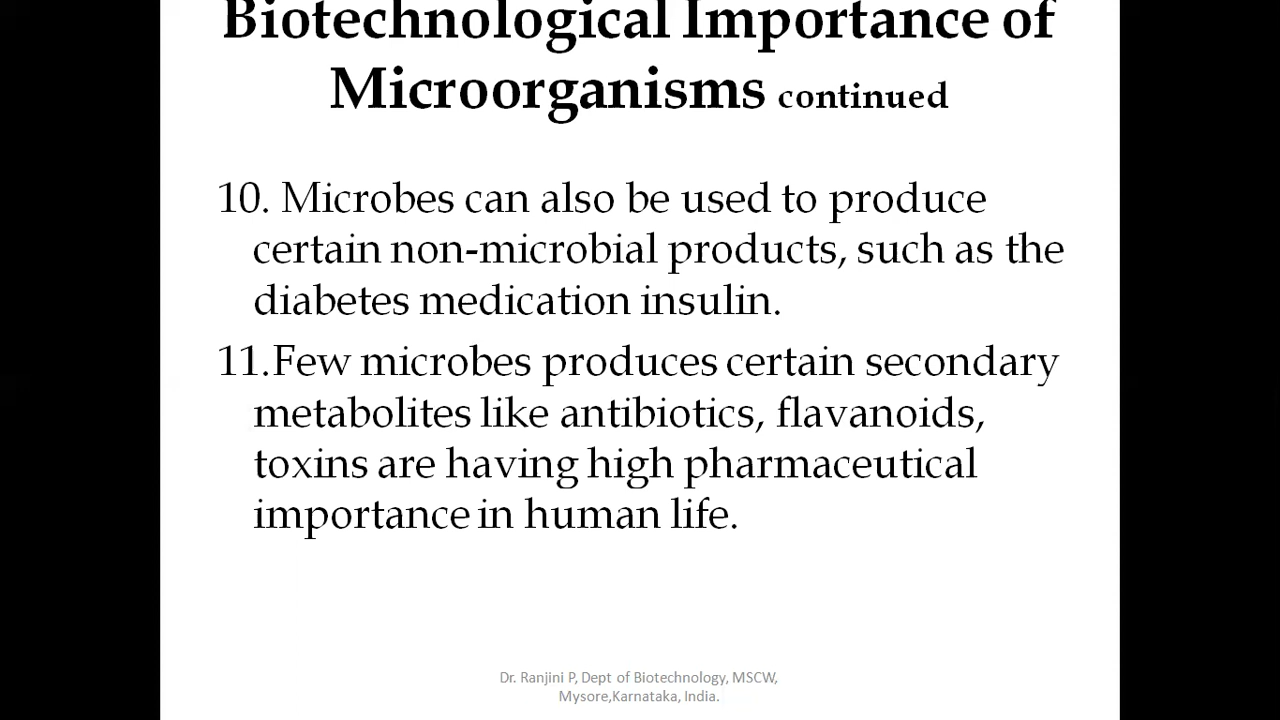 Biotechnological Importance of
Microorganisms continued
10. Microbes can also be used to produce
certain non-microbial products, such as the
diabetes medication insulin.
11.Few microbes produces certain secondary
metabolites like antibiotics, flavanoids,
toxins are having high pharmaceutical
importance in human life.
Dr. Ranjini P, Dept of Biotechnology, MSCW,
Mysore,Karnataka, India.